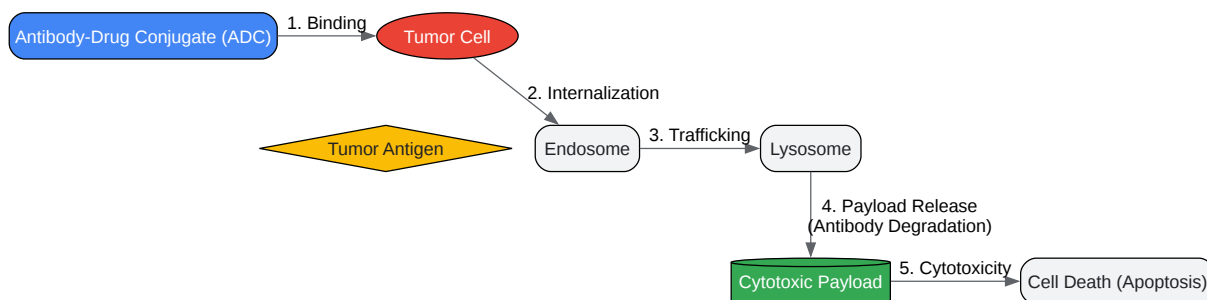 Antibody-Drug Conjugate (ADC)
1. Binding
Tumor Cell
2. Internalization
Tumor Antigen
Endosome
3. Trafficking
Lysosome
4. Payload Release
(Antibody Degradation)
Cytotoxic Payload
5. Cytotoxicity
Cell Death (Apoptosis)